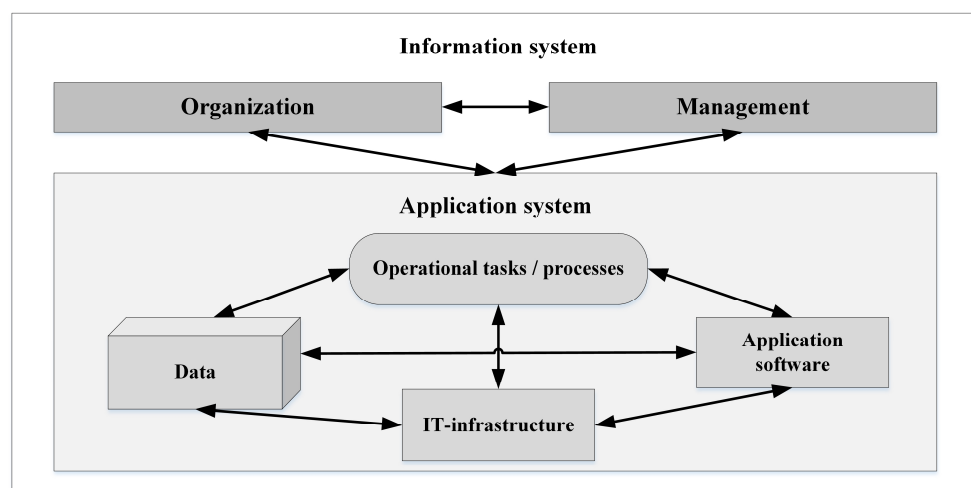 Information system
Organization
Management
Application system
Operational tasks / processes
Data
Application
software
IT-infrastructure